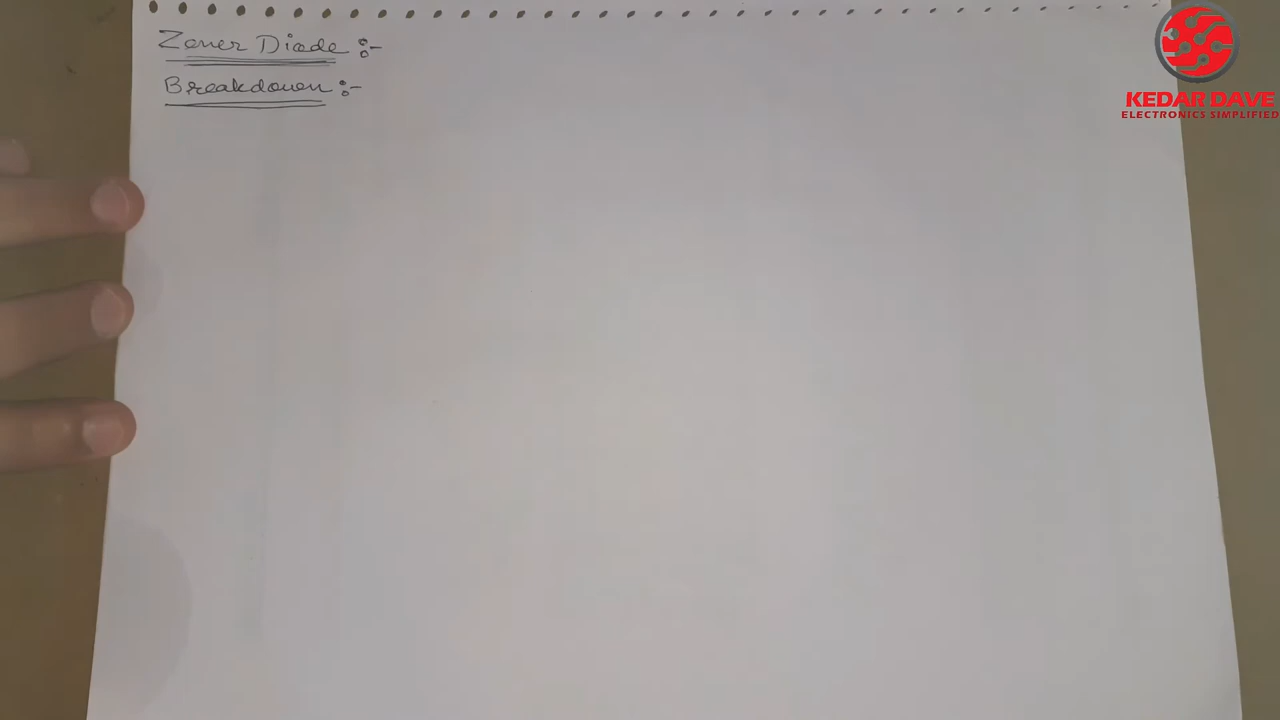 Zener Diode :-
Breakdown :-
KEDAR DAVE
ELECTRONICS SIMPLIFIED